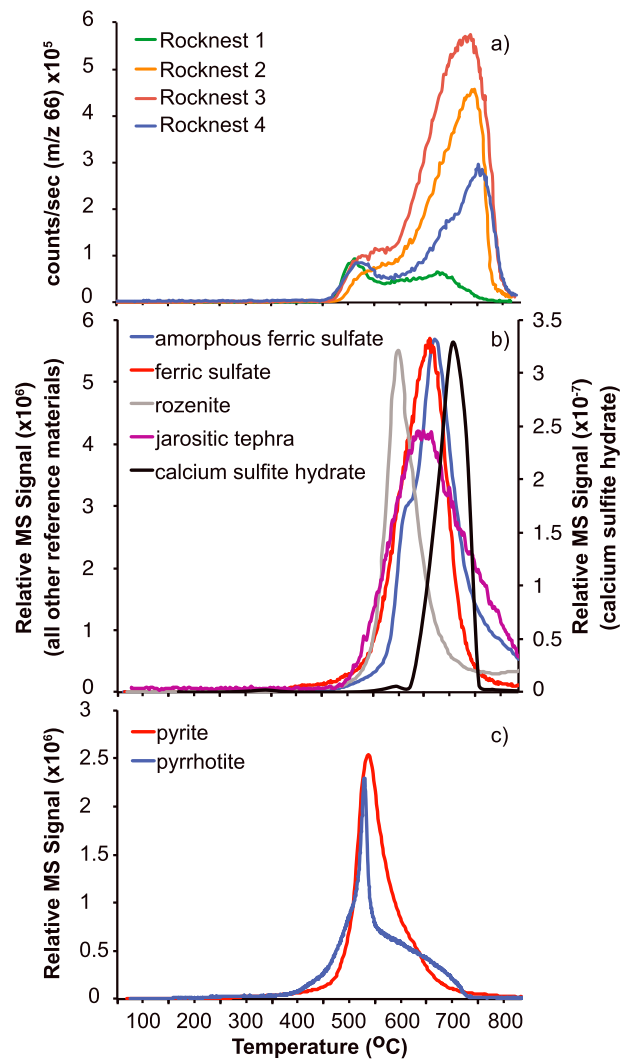 6
5
4
3
2
1
0
counts/sec (m/z 66) x10⁵
Rocknest 1
Rocknest 2
Rocknest 3
Rocknest 4
a)
6
5
4
3
2
1
0
Relative MS Signal (x10⁶)
(all other reference materials)
amorphous ferric sulfate
ferric sulfate
rozenite
jarositic tephra
calcium sulfite hydrate
b)
3.5
3
2.5
2
1.5
1
0.5
0
Relative MS Signal (x10⁻⁷)
(calcium sulfite hydrate)
3
2.5
2
1.5
1
0.5
0
Relative MS Signal (x10⁶)
pyrite
pyrrhotite
c)
100 200 300 400 500 600 700 800
Temperature (ºC)